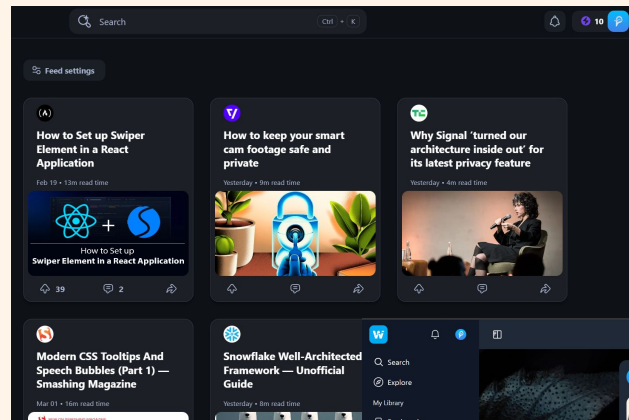 Search
Ctrl + K
10
Feed settings
How to Set up Swiper
Element in a React
Application
Feb 19 • 13m read time
How to Set up
Swiper Element in a React Application
39
2
How to keep your smart
cam footage safe and
private
Yesterday • 9m read time
Why Signal ‘turned our
architecture inside out’ for
its latest privacy feature
Yesterday • 4m read time
TC
Modern CSS Tooltips And
Speech Bubbles (Part 1) —
Smashing Magazine
Mar 01 • 16m read time
Snowflake Well-Architected
Framework — Unofficial
Guide
Yesterday • 8m read time
W
P
Search
Explore
My Library